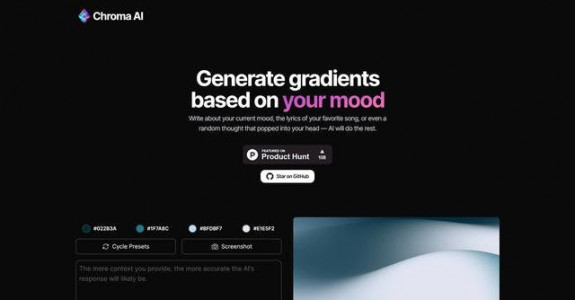 Chroma AI
Generate gradients
based on your mood
Write about your current mood, the lyrics of your favorite song, or even a
random thought that popped into your head — AI will do the rest.
FEATURED ON
Product Hunt
Star on GitHub
#022B3A
#1F7A8C
#BFDBF7
#E1E5F2
Cycle Presets
Screenshot
The more context you provide, the more accurate the AI's
response will likely be.